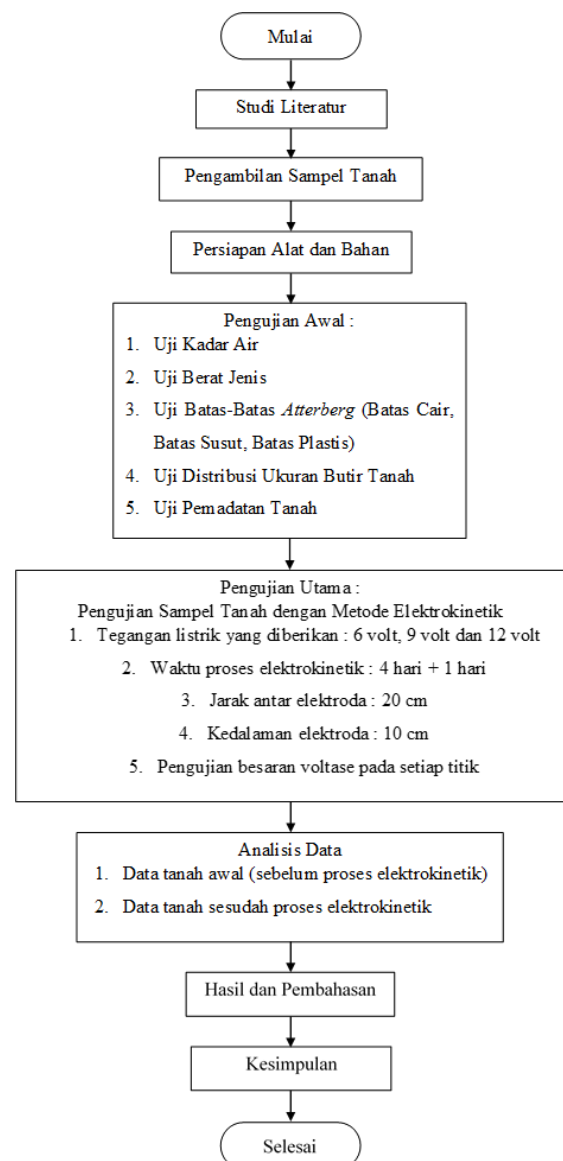 Mulai
Studi Literatur
Pengambilan Sampel Tanah
Persiapan Alat dan Bahan
Pengujian Awal :
1. Uji Kadar Air
2. Uji Berat Jenis
3. Uji Batas-Batas Atterberg (Batas Cair,
Batas Susut, Batas Plastis)
4. Uji Distribusi Ukuran Butir Tanah
5. Uji Pemadatan Tanah
Pengujian Utama :
Pengujian Sampel Tanah dengan Metode Elektrokinetik
1. Tegangan listrik yang diberikan : 6 volt, 9 volt dan 12 volt
2. Waktu proses elektrokinetik : 4 hari + 1 hari
3. Jarak antar elektroda : 20 cm
4. Kedalaman elektroda : 10 cm
5. Pengujian besaran voltase pada setiap titik
Analisis Data
1. Data tanah awal (sebelum proses elektrokinetik)
2. Data tanah sesudah proses elektrokinetik
Hasil dan Pembahasan
Kesimpulan
Selesai